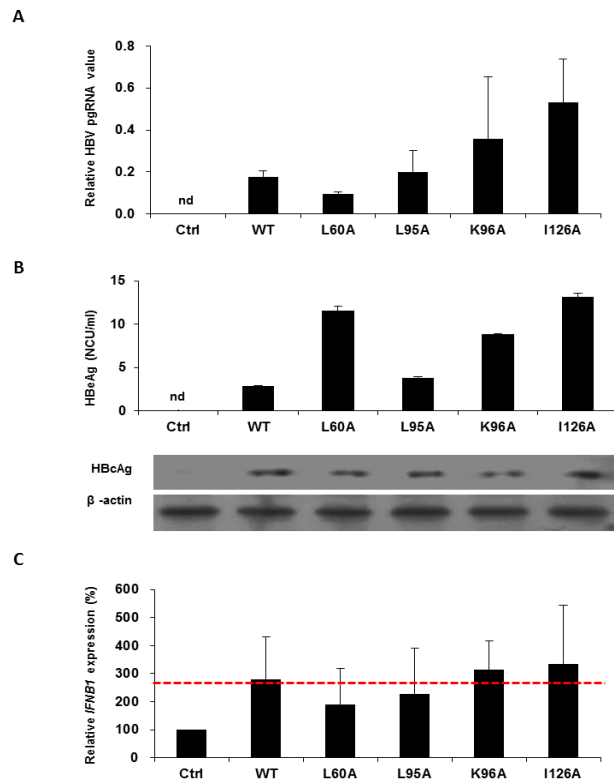 A
Relative HBV pgRNA value
0.8
0.6
0.4
0.2
0.0
nd
Ctrl WT L60A L95A K96A I126A
B
HBeAg (NCU/ml)
15
10
5
0
nd
Ctrl WT L60A L95A K96A I126A
HBcAg
β -actin
C
Relative IFNB1 expression (%)
600
500
400
300
200
100
0
Ctrl WT L60A L95A K96A I126A